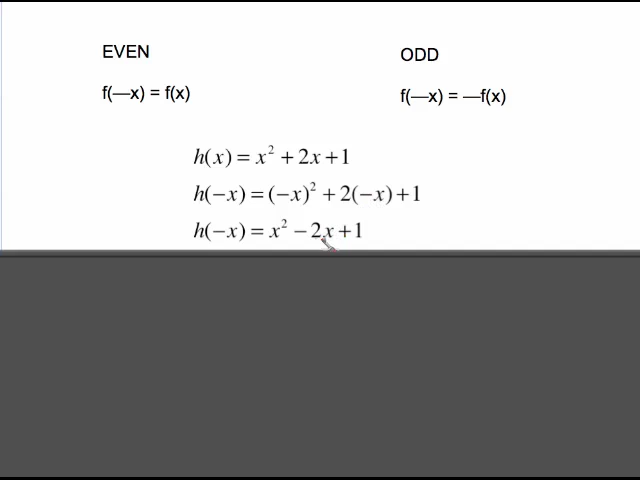 EVEN
ODD
f(—x) = f(x)
f(—x) = —f(x)
h(x) = x² + 2x + 1
h(−x) = (−x)² + 2(−x) + 1
h(−x) = x² − 2x + 1